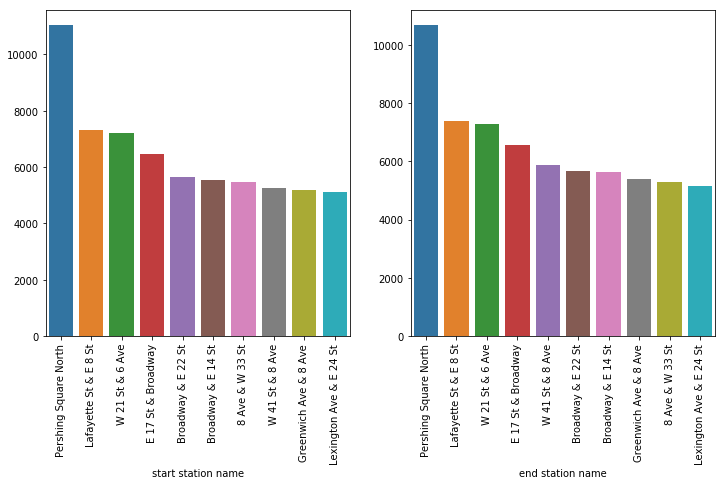 10000
8000
6000
4000
2000
0
Pershing Square North
Lafayette St & E 8 St
W 21 St & 6 Ave
E 17 St & Broadway
Broadway & E 22 St
Broadway & E 14 St
8 Ave & W 33 St
W 41 St & 8 Ave
Greenwich Ave & 8 Ave
Lexington Ave & E 24 St
start station name
10000
8000
6000
4000
2000
0
Pershing Square North
Lafayette St & E 8 St
W 21 St & 6 Ave
E 17 St & Broadway
W 41 St & 8 Ave
Broadway & E 22 St
Broadway & E 14 St
Greenwich Ave & 8 Ave
8 Ave & W 33 St
Lexington Ave & E 24 St
end station name